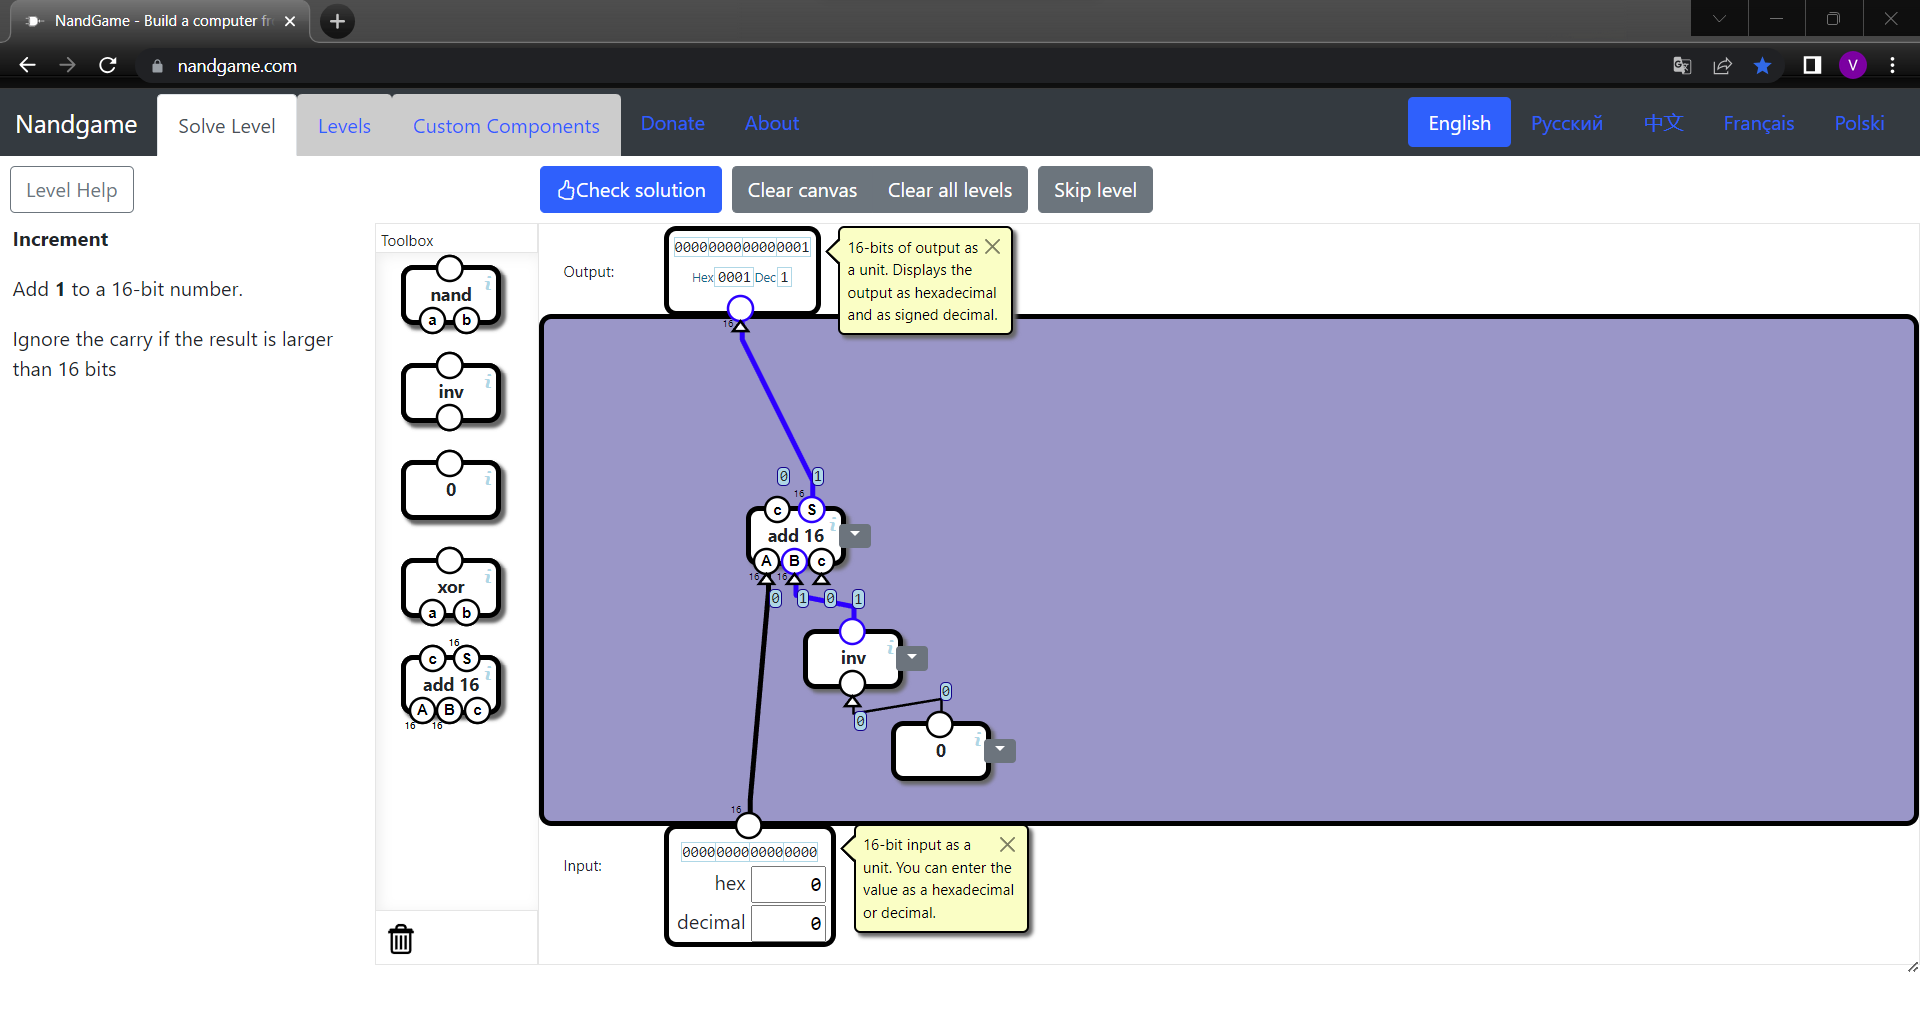 NandGame - Build a computer fr
nandgame.com
V
Nandgame
Solve Level
Levels
Custom Components
Donate
About
English
Русский
中文
Français
Polski
Level Help
Check solution
Clear canvas
Clear all levels
Skip level
Increment
Add 1 to a 16-bit number.
Ignore the carry if the result is larger
than 16 bits
Toolbox
nand
a b
inv
0
xor
a b
16
c S
add 16
A B c
16 16
Output:
0000000000000001
Hex 0001 Dec 1
16
16-bits of output as
a unit. Displays the
output as hexadecimal
and as signed decimal.
0 1
16
c S
add 16
A B c
16 16
0 1 0 1
inv
0
0
0
16
Input:
0000000000000000
hex 0
decimal 0
16-bit input as a
unit. You can enter the
value as a hexadecimal
or decimal.